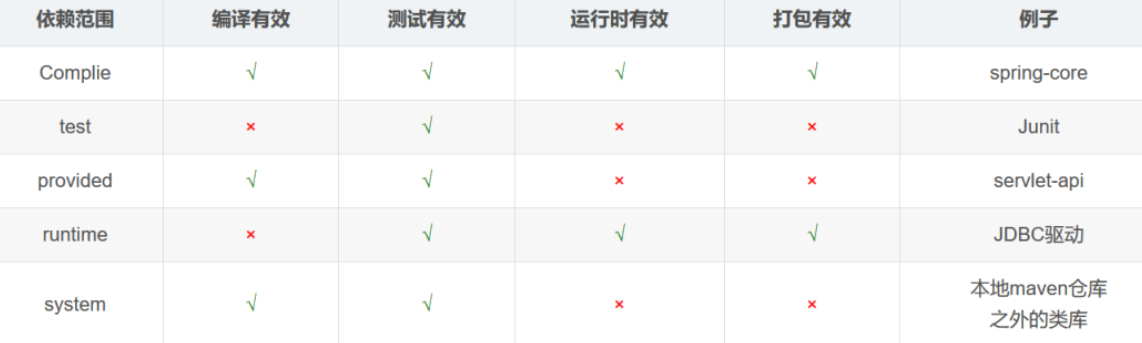 依赖范围 编译有效 测试有效 运行时有效 打包有效 例子
Complie √ √ √ √ spring-core
test × √ × × Junit
provided √ √ × × servlet-api
runtime × √ √ √ JDBC驱动
system √ √ × × 本地maven仓库
之外的类库